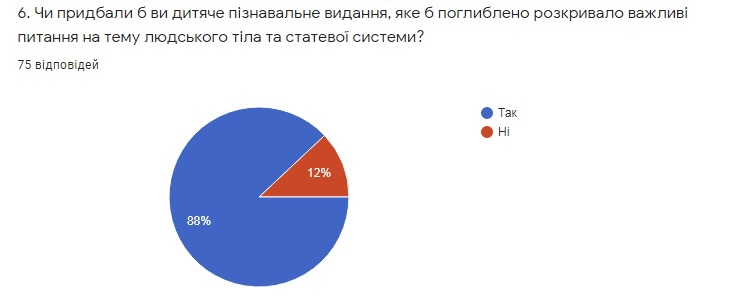 6. Чи придбали б ви дитяче пізнавальне видання, яке б поглиблено розкривало важливі
питання на тему людського тіла та статевої системи?
75 відповідей
Так
Ні
12%
88%